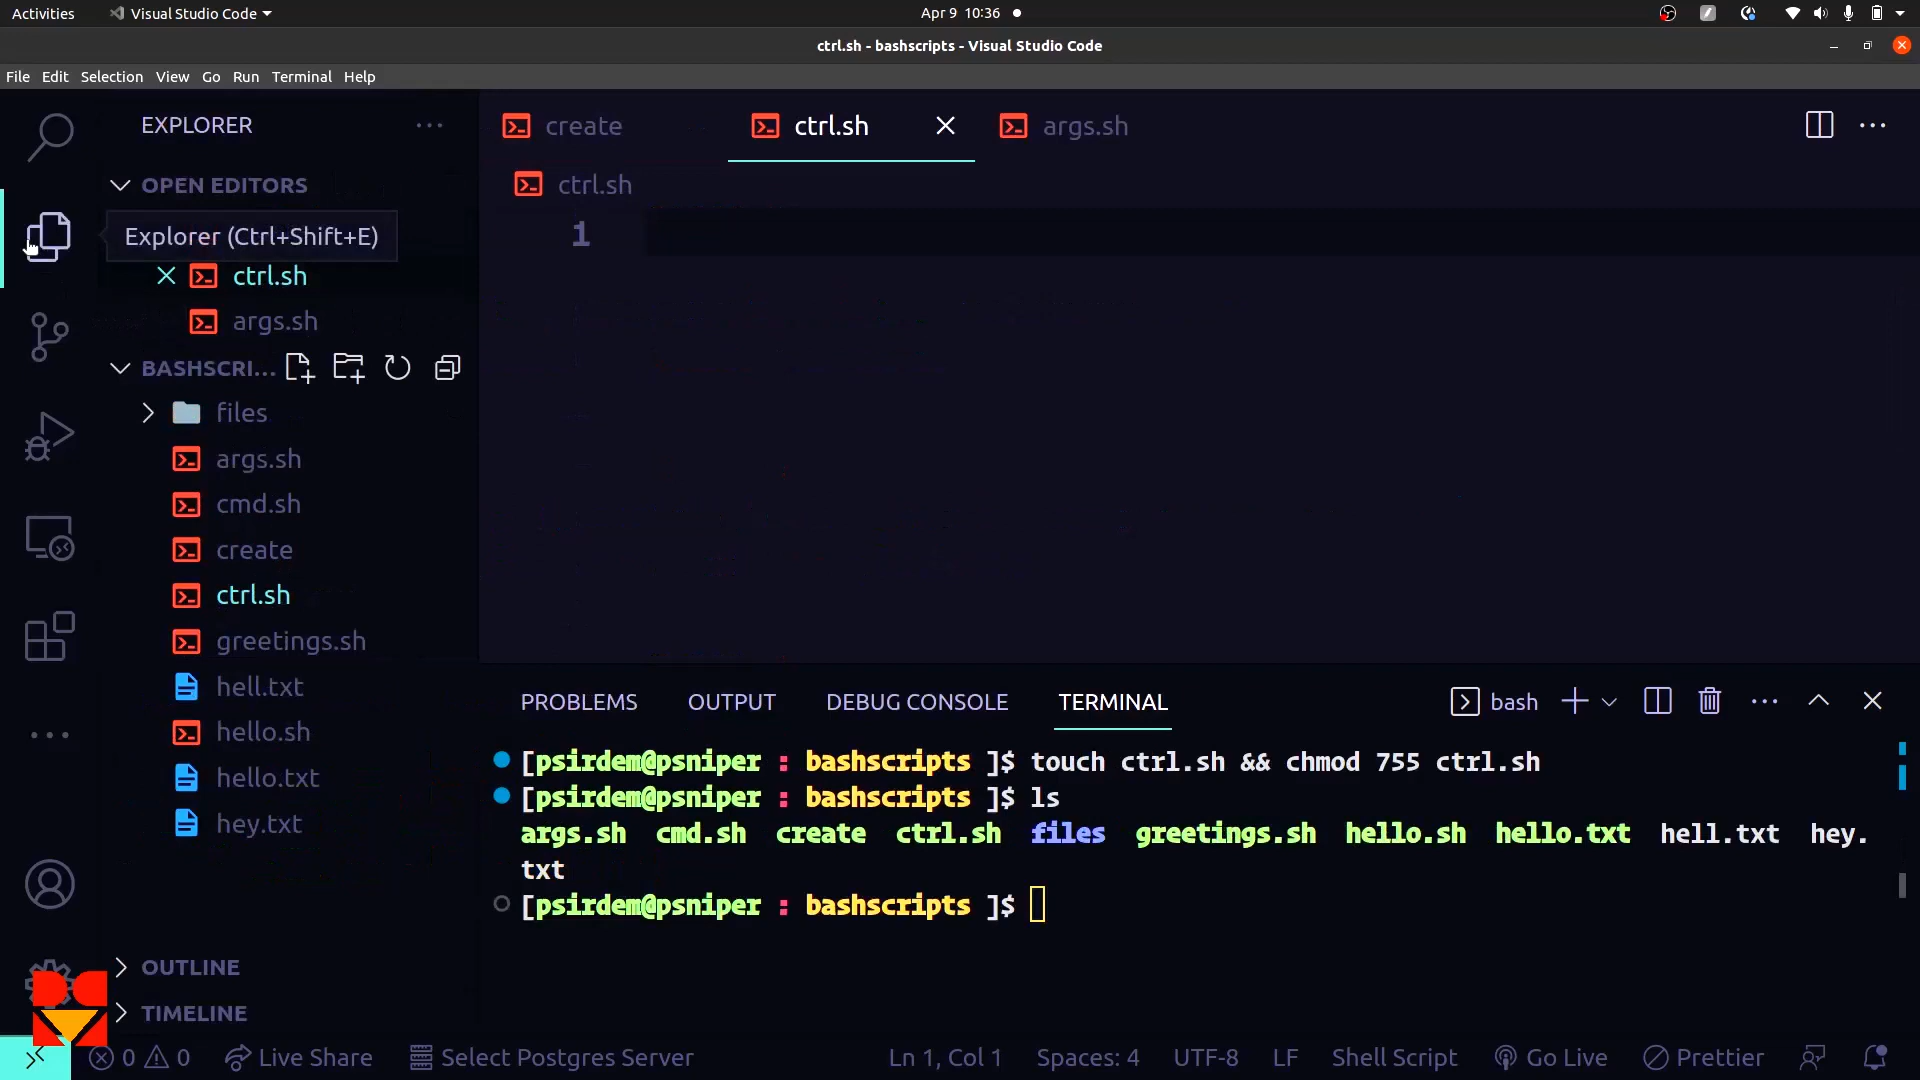 Activities Visual Studio Code Apr 9 10:36
ctrl.sh - bashscripts - Visual Studio Code
File Edit Selection View Go Run Terminal Help
EXPLORER
OPEN EDITORS
Explorer (Ctrl+Shift+E)
ctrl.sh
args.sh
BASHSCRI...
files
args.sh
cmd.sh
create
ctrl.sh
greetings.sh
hell.txt
hello.sh
hello.txt
hey.txt
OUTLINE
TIMELINE
create ctrl.sh args.sh
ctrl.sh
1
PROBLEMS OUTPUT DEBUG CONSOLE TERMINAL bash
[psirdem@psniper : bashscripts ]$ touch ctrl.sh && chmod 755 ctrl.sh
[psirdem@psniper : bashscripts ]$ ls
args.sh cmd.sh create ctrl.sh files greetings.sh hello.sh hello.txt hell.txt hey.
txt
[psirdem@psniper : bashscripts ]$
0 0 Live Share Select Postgres Server Ln 1, Col 1 Spaces: 4 UTF-8 LF Shell Script Go Live Prettier